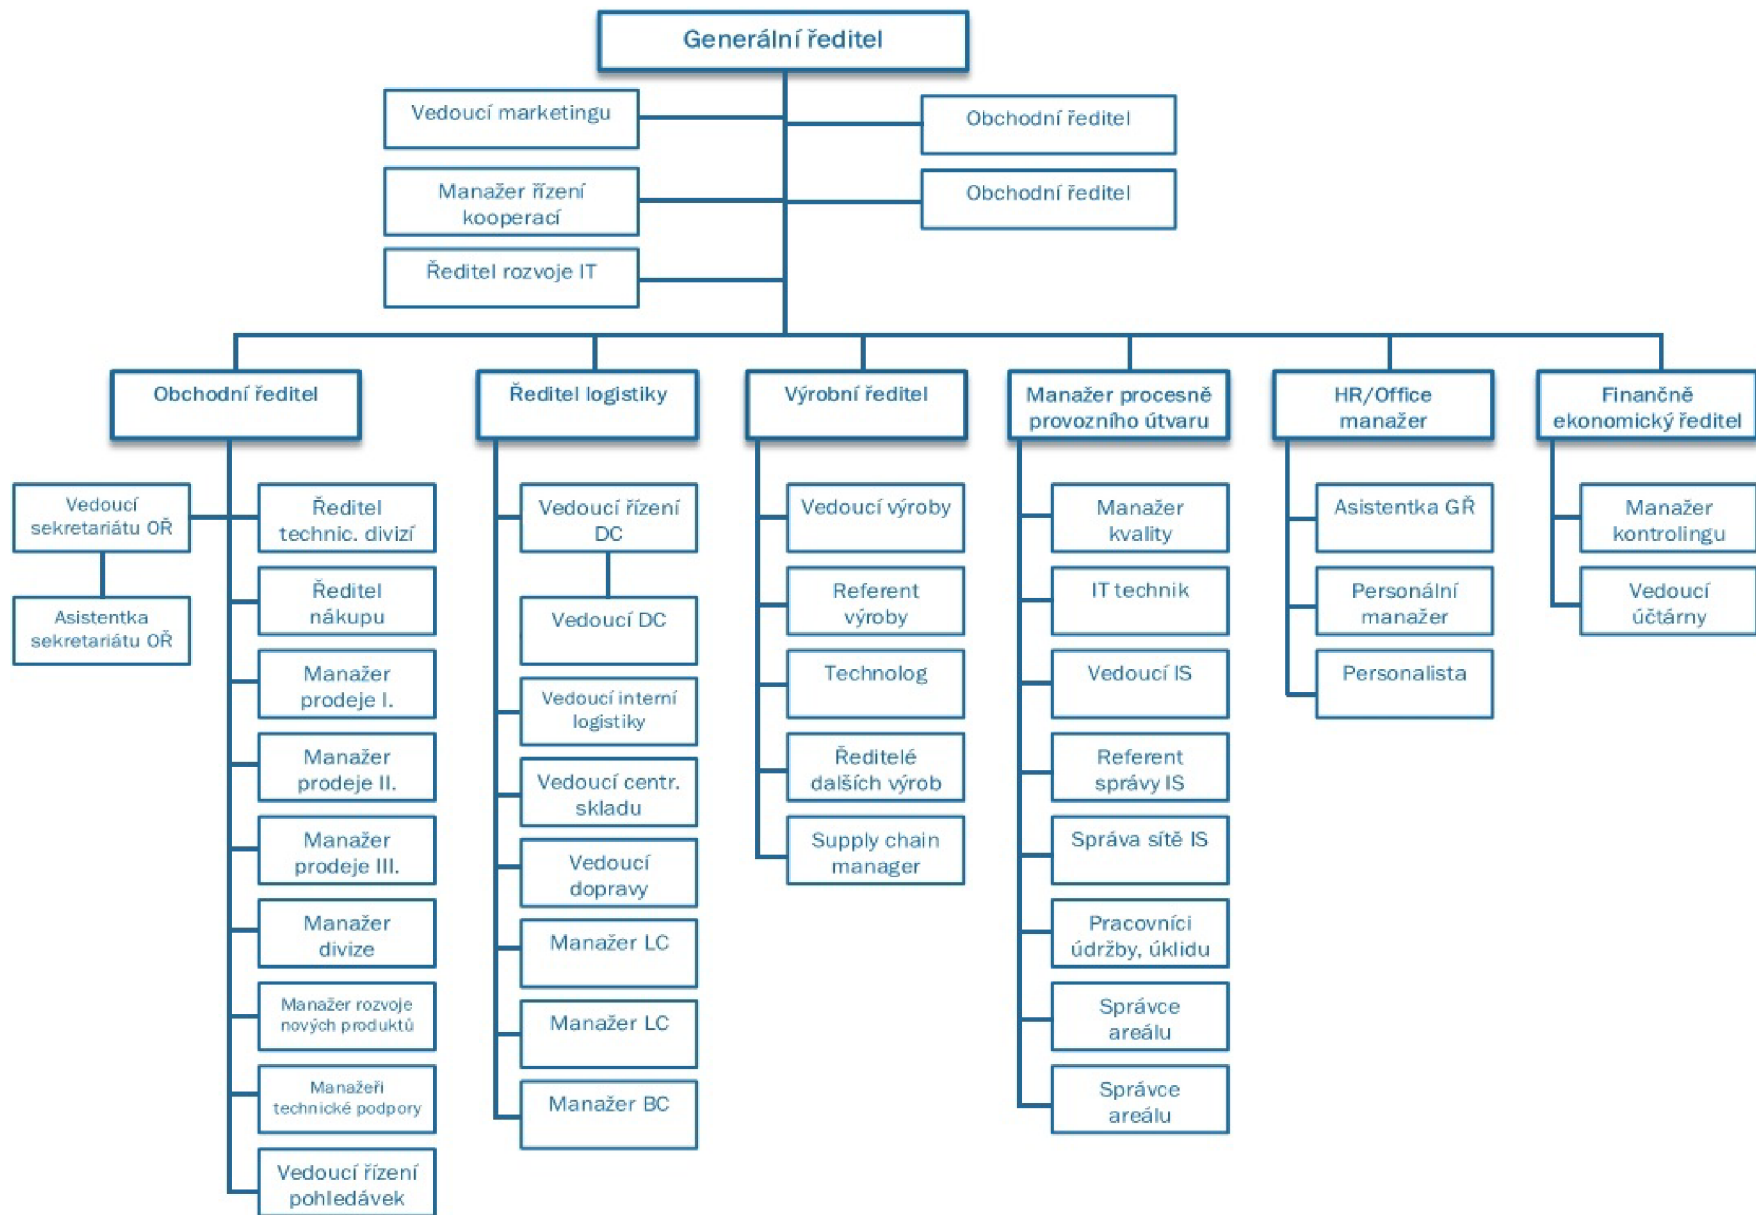 Generální ředitel
Vedoucí marketingu
Obchodní ředitel
Manažer řízení
kooperací
Obchodní ředitel
Ředitel rozvoje IT
Obchodní ředitel
Ředitel logistiky
Výrobní ředitel
Manažer procesně
provozního útvaru
HR/Office
manažer
Finančně
ekonomický ředitel
Vedoucí
sekretariátu OŘ
Asistentka
sekretariátu OŘ
Ředitel
technic. divizí
Ředitel
nákupu
Manažer
prodeje I.
Manažer
prodeje II.
Manažer
prodeje III.
Manažer
divize
Manažer rozvoje
nových produktů
Manažeři
technické podpory
Vedoucí řízení
pohledávek
Vedoucí řízení
DC
Vedoucí DC
Vedoucí interní
logistiky
Vedoucí centr.
skladu
Vedoucí
dopravy
Manažer LC
Manažer LC
Manažer BC
Vedoucí výroby
Referent
výroby
Technolog
Ředitelé
dalších výrob
Supply chain
manager
Manažer
kvality
IT technik
Vedoucí IS
Referent
správy IS
Správa sítě IS
Pracovníci
údržby, úklidu
Správce
areálu
Správce
areálu
Asistentka GŘ
Personální
manažer
Personalista
Manažer
kontrolingu
Vedoucí
účtárny